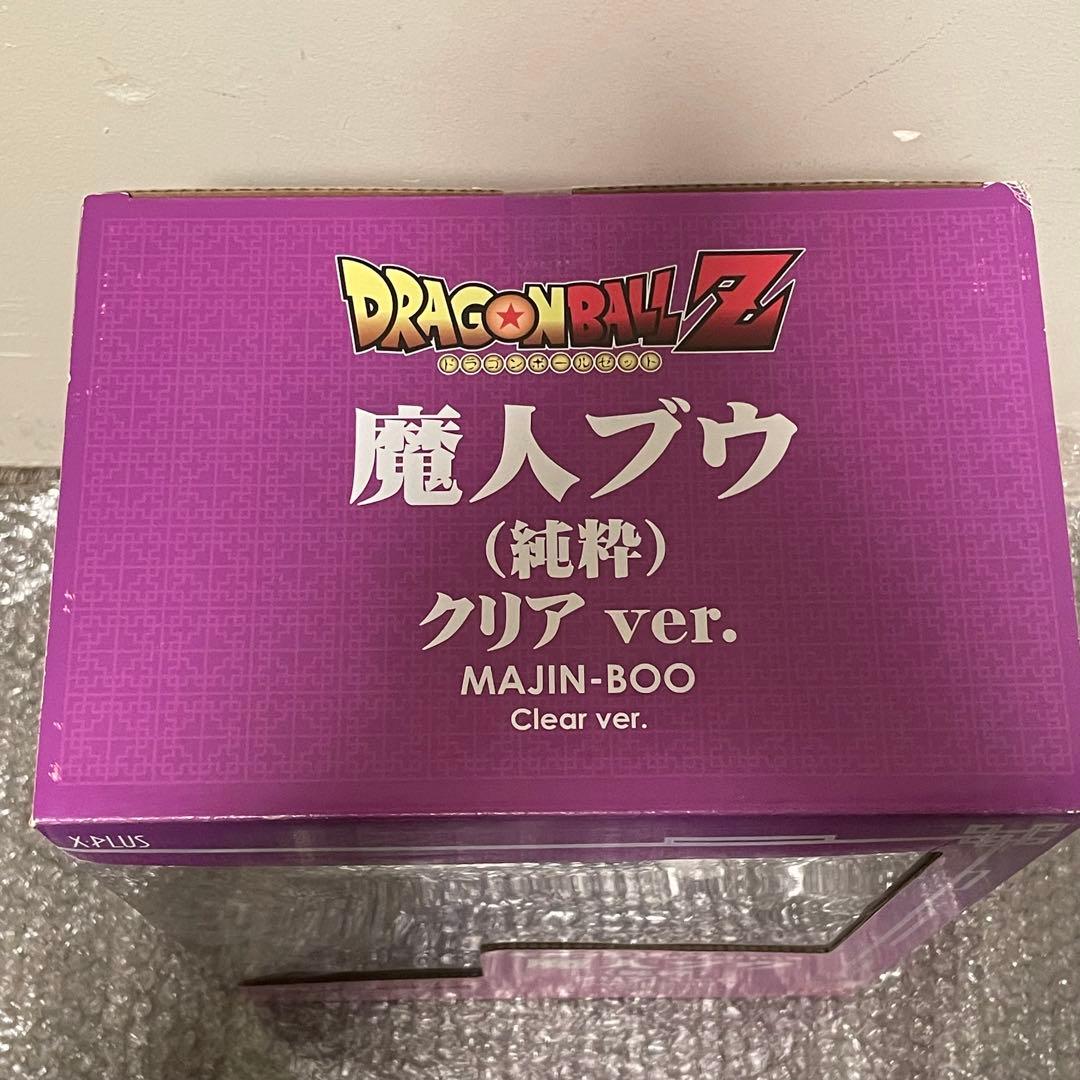 DRAGONBALL Z
ドラゴンボールゼット
魔人ブウ
(純粋)
クリア ver.
MAJIN-BOO
Clear ver.
X-PLUS